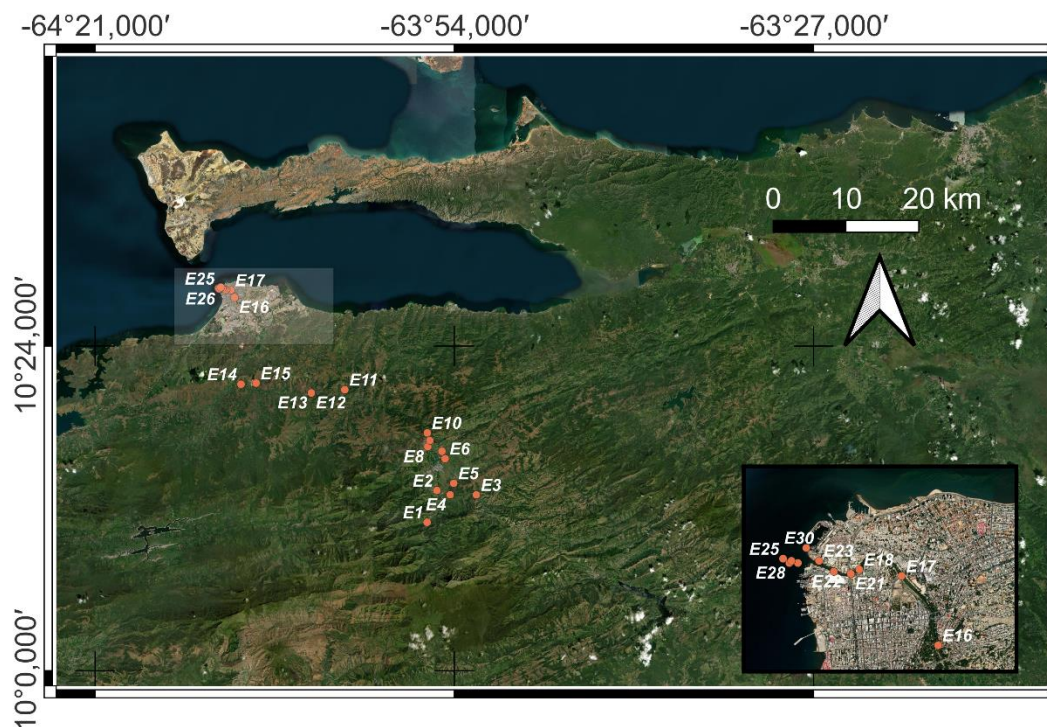 -64°21,000′ -63°54,000′ -63°27,000′
0 10 20 km
E25 E17
E26 E16
10°24,000′
E14 E15 E11
E13 E12
E10
E8 E6
E5
E2 E3
E4
E1
E30
E25 E23
E18 E17
E28
E22 E21
E16
10°0,000′